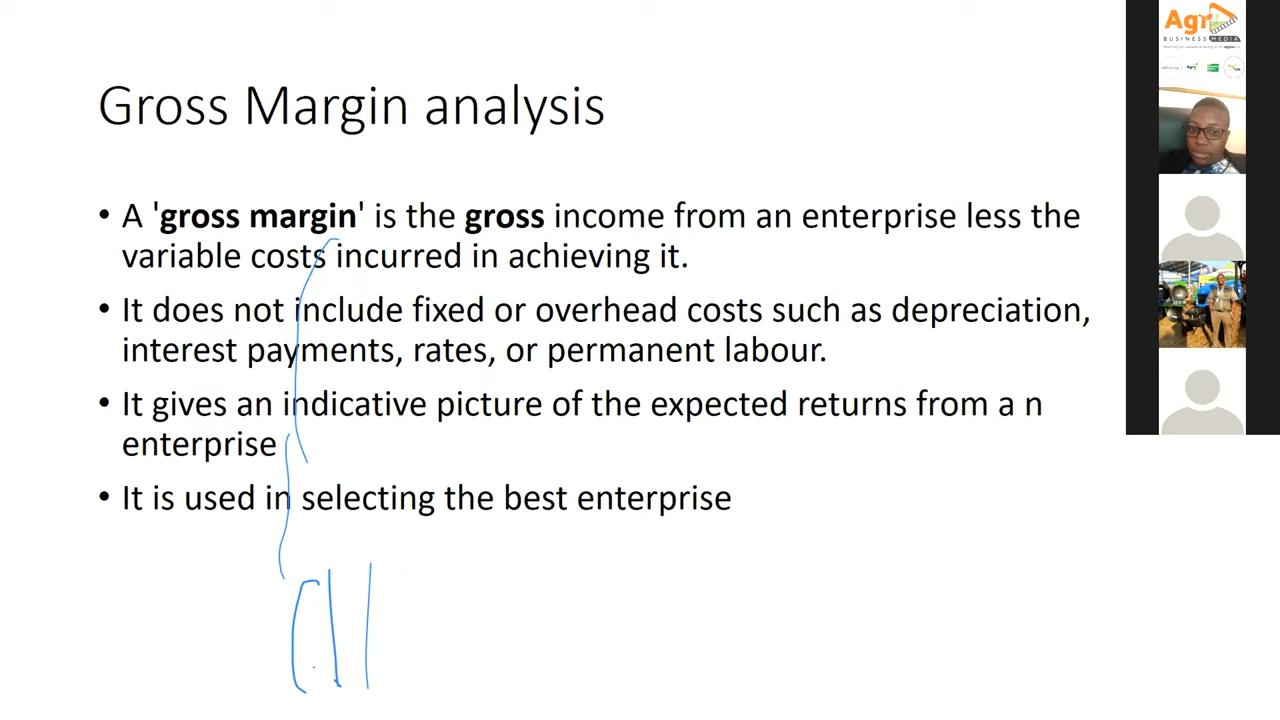 Gross Margin analysis
• A 'gross margin' is the gross income from an enterprise less the
variable costs incurred in achieving it.
• It does not include fixed or overhead costs such as depreciation,
interest payments, rates, or permanent labour.
• It gives an indicative picture of the expected returns from a n
enterprise
• It is used in selecting the best enterprise
Agri
BUSINESS MEDIA